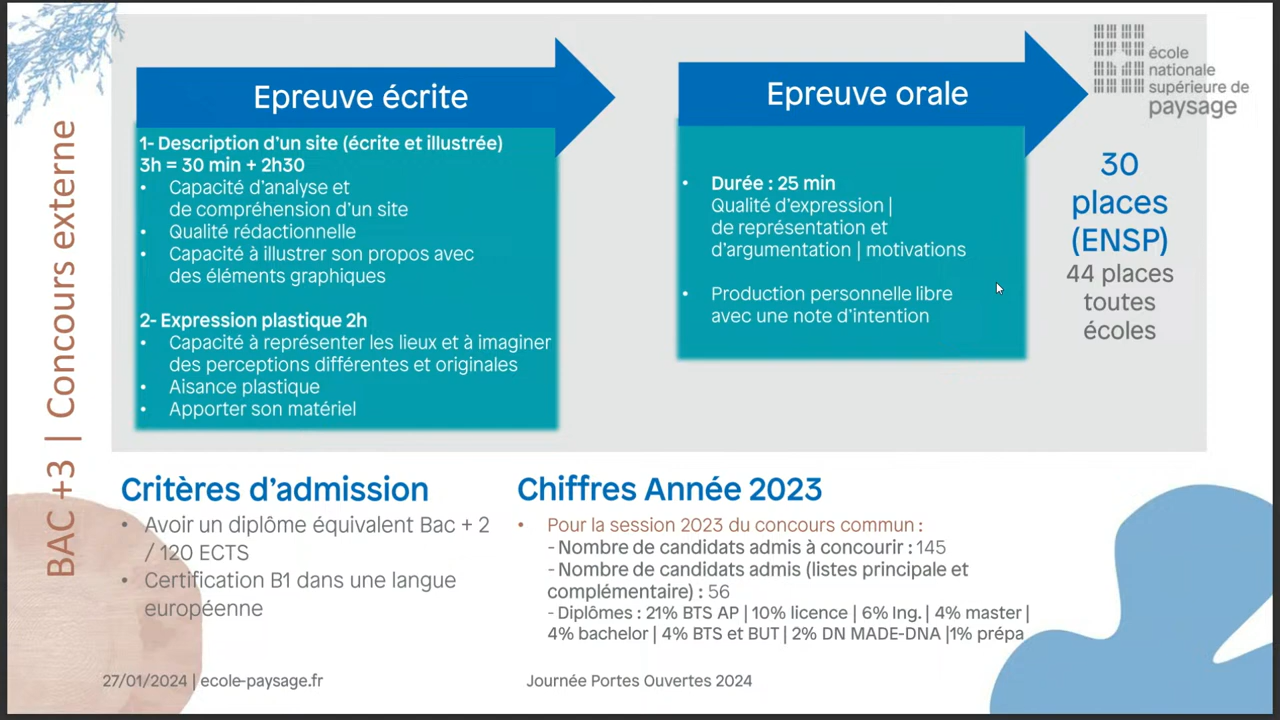 BAC +3 | Concours externe
Epreuve écrite
1- Description d'un site (écrite et illustrée)
3h = 30 min + 2h30
• Capacité d'analyse et
de compréhension d'un site
• Qualité rédactionnelle
• Capacité à illustrer son propos avec
des éléments graphiques
2- Expression plastique 2h
• Capacité à représenter les lieux et à imaginer
des perceptions différentes et originales
• Aisance plastique
• Apporter son matériel
Epreuve orale
• Durée : 25 min
Qualité d'expression |
de représentation et
d'argumentation | motivations
• Production personnelle libre
avec une note d'intention
école
nationale
supérieure de
paysage
30
places
(ENSP)
44 places
toutes
écoles
Critères d'admission
• Avoir un diplôme équivalent Bac + 2
/ 120 ECTS
• Certification B1 dans une langue
européenne
Chiffres Année 2023
• Pour la session 2023 du concours commun :
- Nombre de candidats admis à concourir : 145
- Nombre de candidats admis (listes principale et
complémentaire) : 56
- Diplômes : 21% BTS AP | 10% licence | 6% Ing. | 4% master |
4% bachelor | 4% BTS et BUT | 2% DN MADE-DNA |1% prépa
27/01/2024 | ecole-paysage.fr
Journée Portes Ouvertes 2024